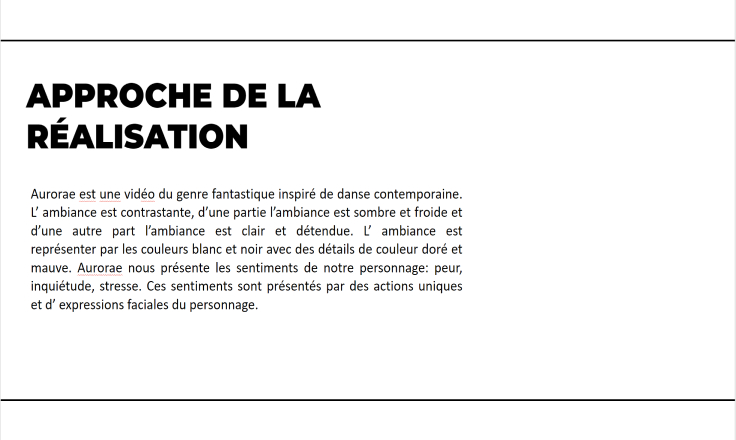 APPROCHE DE LA
RÉALISATION
Aurorae est une vidéo du genre fantastique inspiré de danse contemporaine.
L’ ambiance est contrastante, d’une partie l’ambiance est sombre et froide et
d’une autre part l’ambiance est clair et détendue. L’ ambiance est
représenter par les couleurs blanc et noir avec des détails de couleur doré et
mauve. Aurorae nous présente les sentiments de notre personnage: peur,
inquiétude, stresse. Ces sentiments sont présentés par des actions uniques
et d’ expressions faciales du personnage.